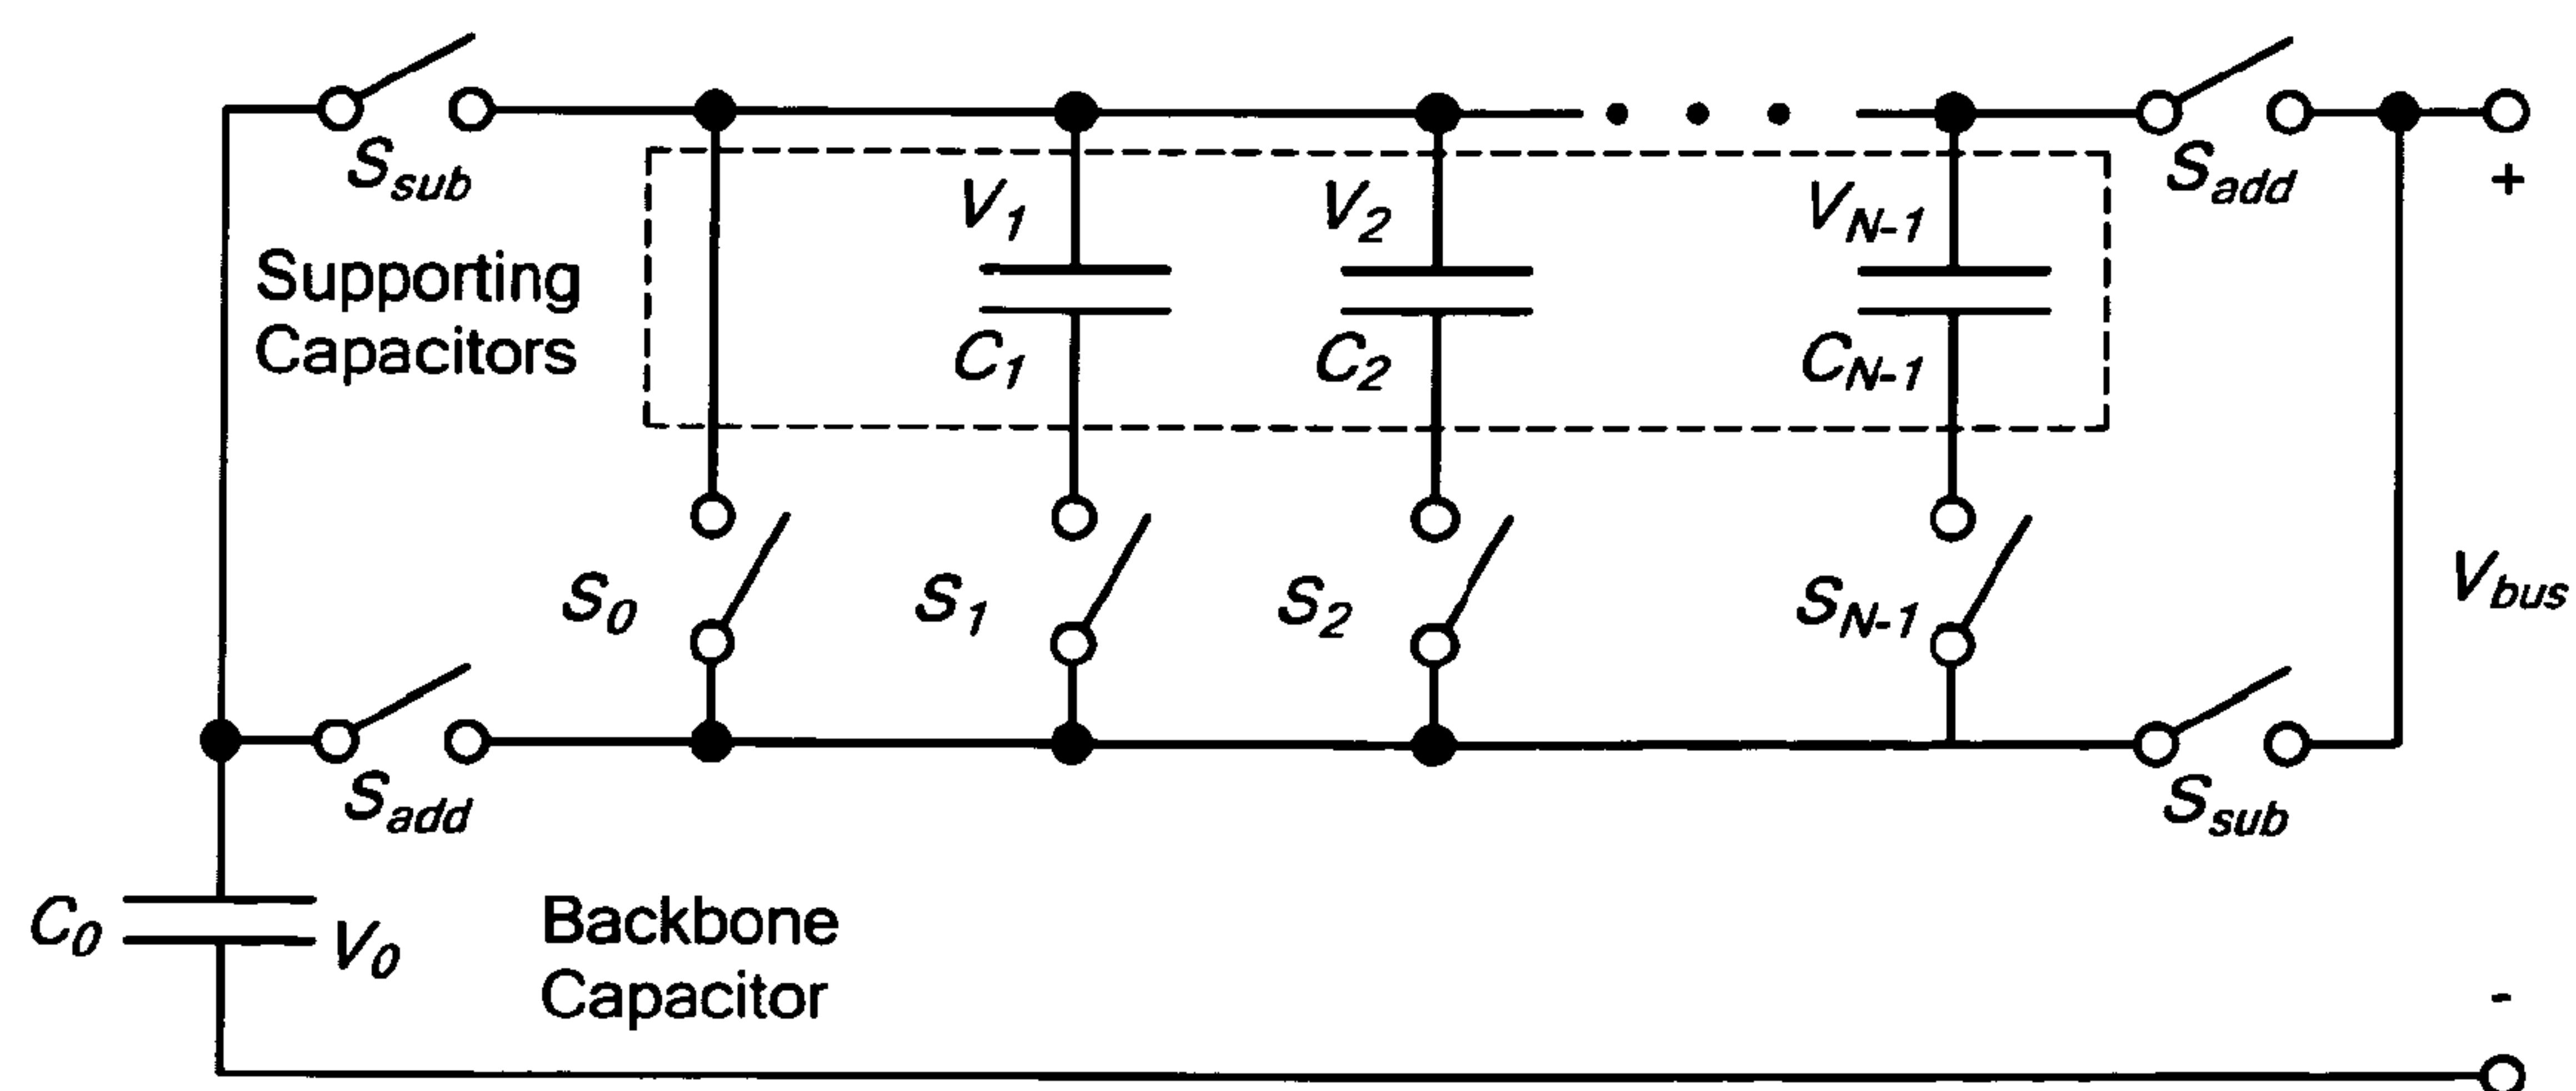 S_sub
S_add
+
Supporting
Capacitors
V_1
V_2
V_N-1
C_1
C_2
C_N-1
S_0
S_1
S_2
S_N-1
V_bus
S_add
S_sub
C_0
V_0
Backbone
Capacitor
-